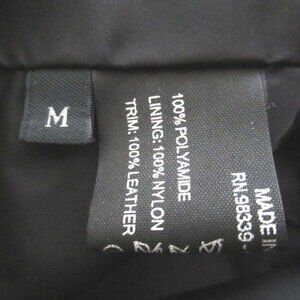 M
100% POLYAMIDE
LINING: 100% NYLON
TRIM: 100% LEATHER
MADE
RN:98339